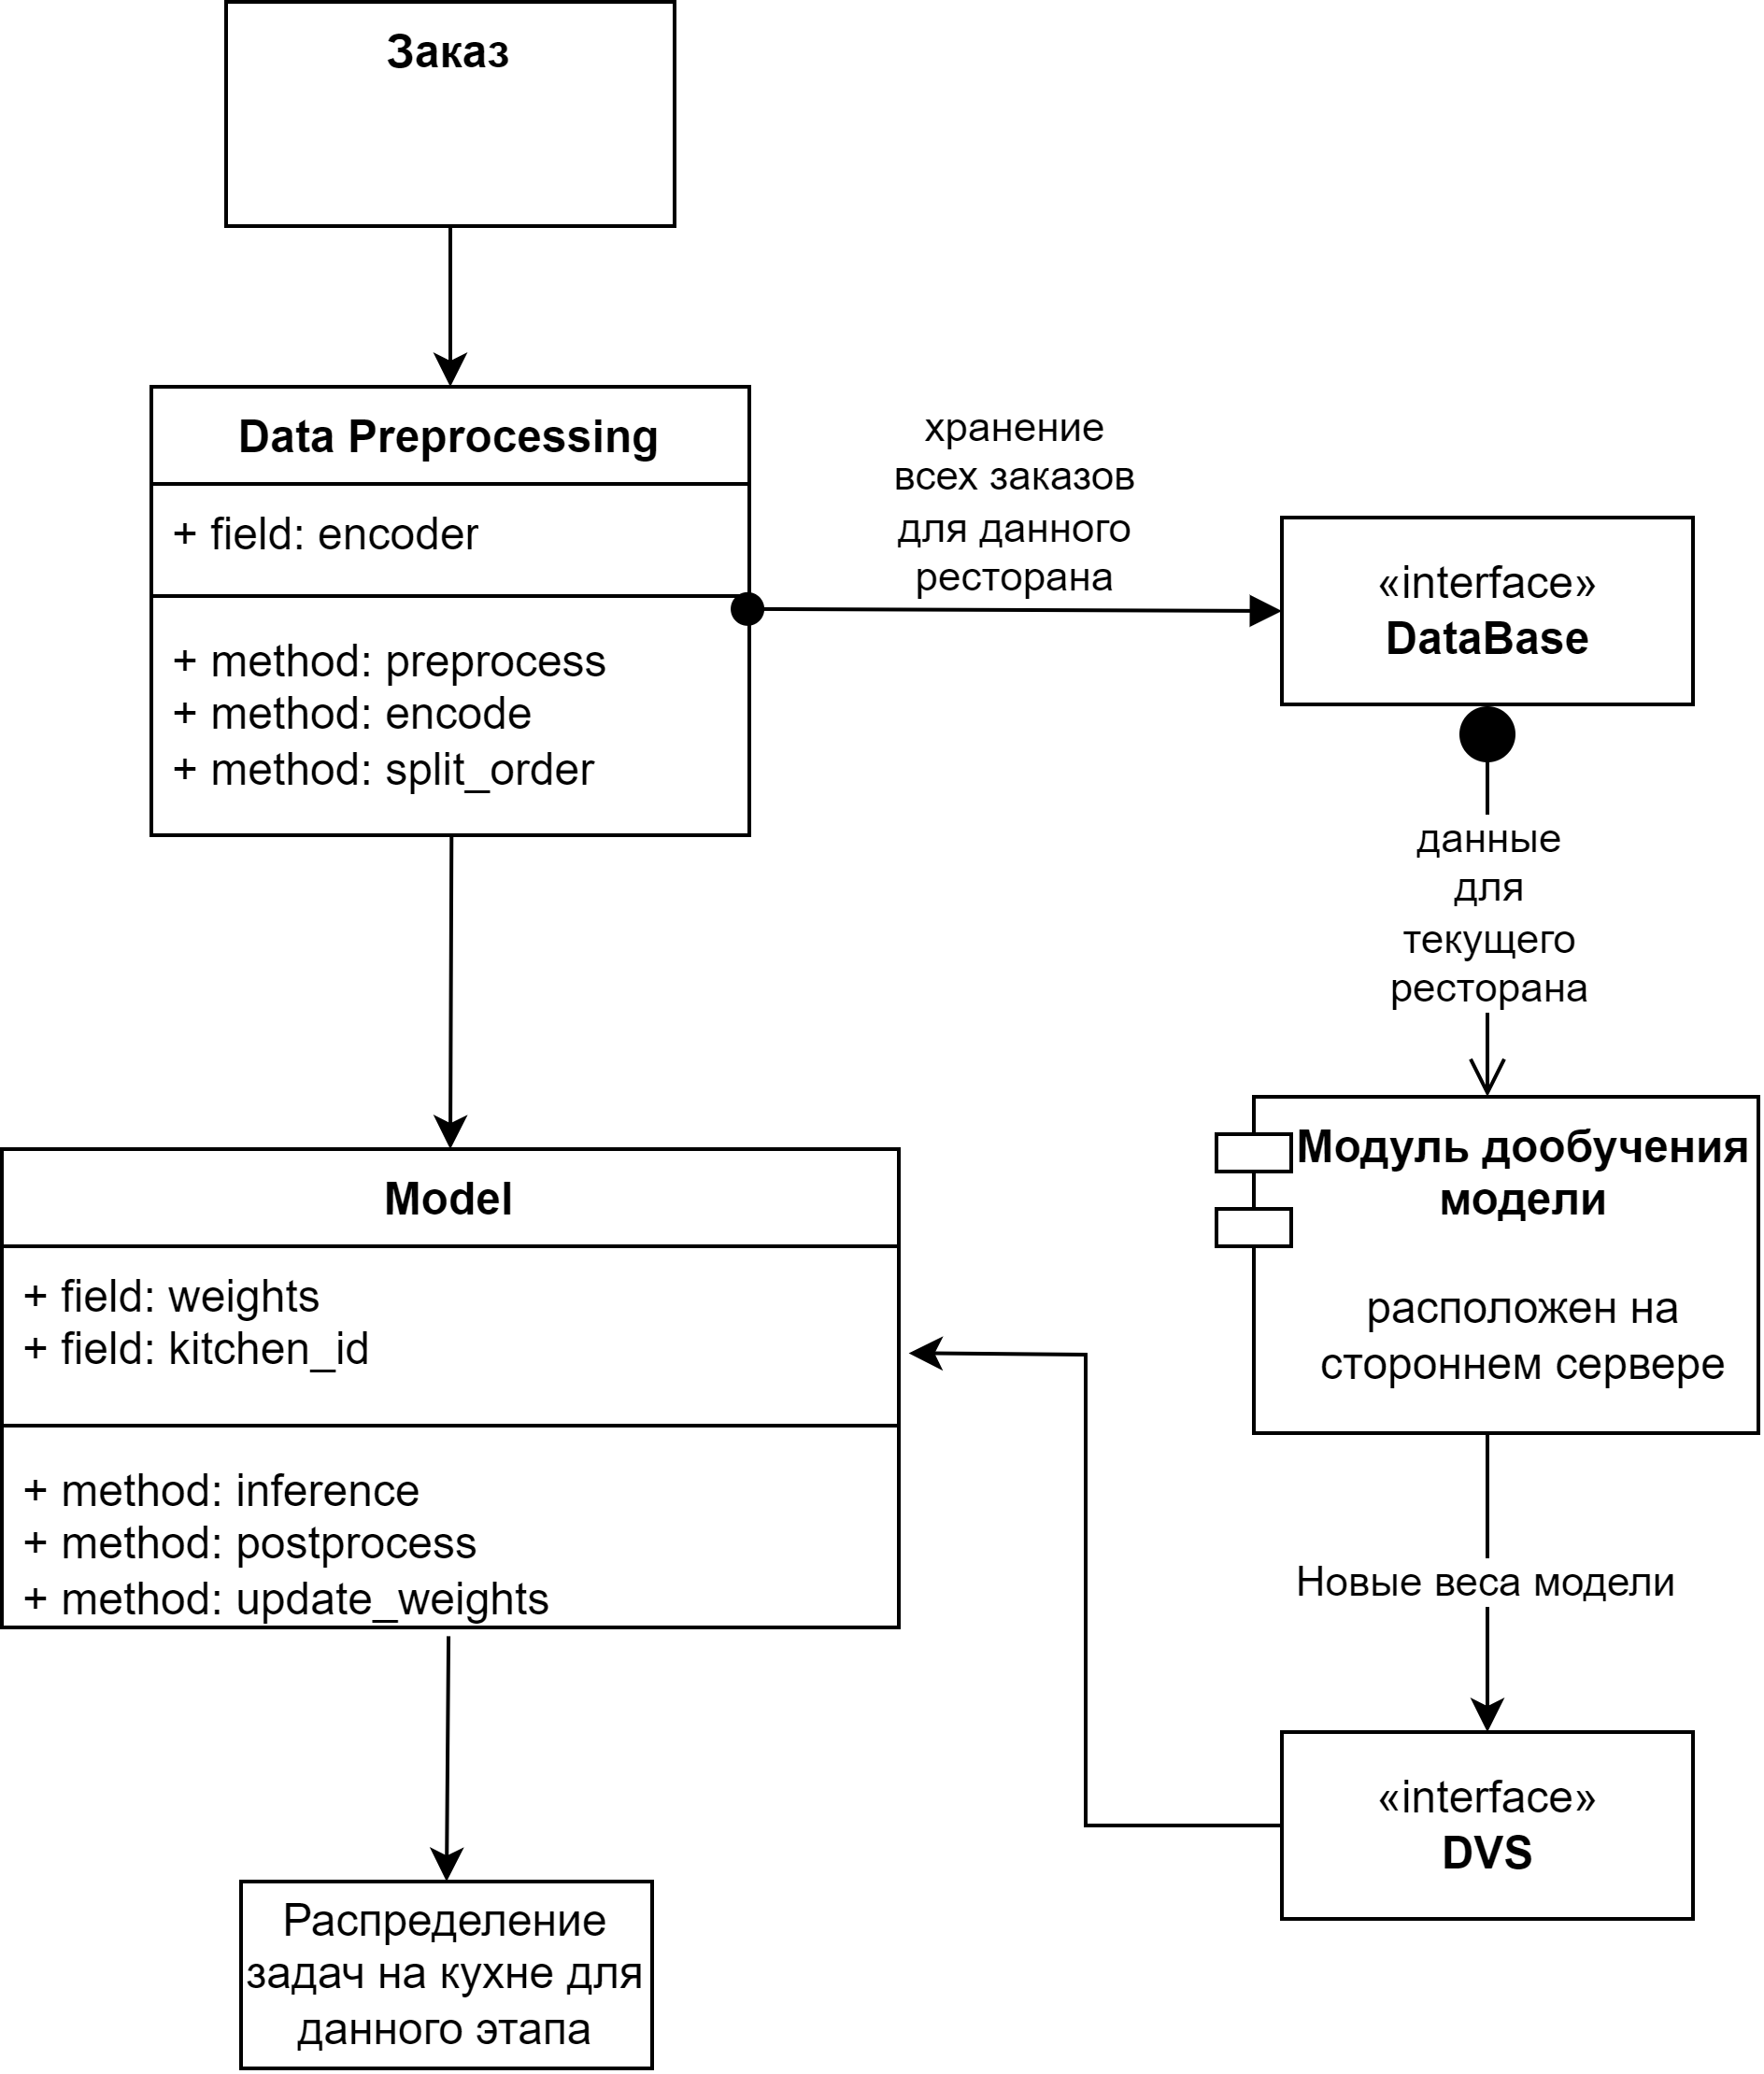 Заказ
Data Preprocessing
+ field: encoder
+ method: preprocess
+ method: encode
+ method: split_order
хранение
всех заказов
для данного
ресторана
«interface»
DataBase
данные
для
текущего
ресторана
Модуль дообучения
модели
расположен на
стороннем сервере
Model
+ field: weights
+ field: kitchen_id
+ method: inference
+ method: postprocess
+ method: update_weights
Новые веса модели
«interface»
DVS
Распределение
задач на кухне для
данного этапа